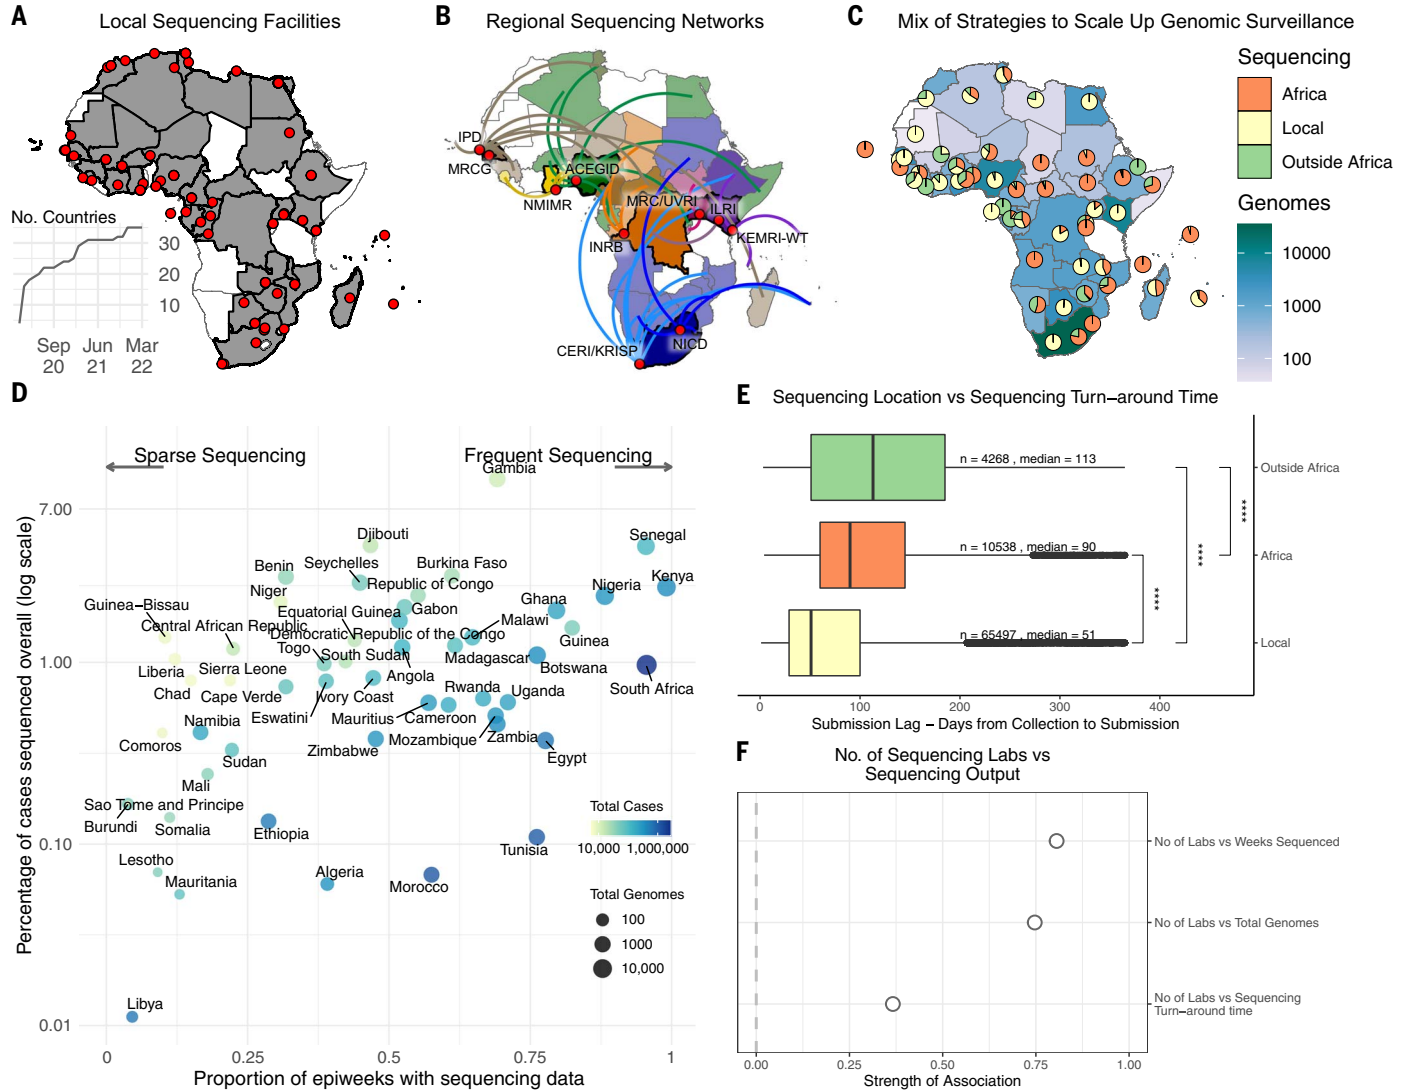 A
Local Sequencing Facilities
No. Countries
30
20
10
Sep
20
Jun
21
Mar
22
B
Regional Sequencing Networks
IPD
MRCG
ACEGID
NMIMR
MRC/UVRI
ILRI
KEMRI-WT
INRB
CERI/KRISP
NICD
C
Mix of Strategies to Scale Up Genomic Surveillance
Sequencing
Africa
Local
Outside Africa
Genomes
10000
1000
100
D
Sparse Sequencing
Frequent Sequencing
Percentage of cases sequenced overall (log scale)
7.00
1.00
0.10
0.01
Gambia
Djibouti
Senegal
Benin
Seychelles
Burkina Faso
Kenya
Niger
Republic of Congo
Nigeria
Guinea−Bissau
Equatorial Guinea
Gabon
Ghana
Malawi
Central African Republic
Democratic Republic of the Congo
Guinea
Togo
South Sudan
Madagascar
Liberia
Sierra Leone
Angola
Botswana
Chad
Cape Verde
Ivory Coast
Rwanda
Uganda
South Africa
Eswatini
Mauritius
Cameroon
Namibia
Mozambique
Zambia
Comoros
Zimbabwe
Egypt
Sudan
Mali
Sao Tome and Principe
Burundi
Somalia
Ethiopia
Tunisia
Lesotho
Mauritania
Algeria
Morocco
Libya
Total Cases
10,000
1,000,000
Total Genomes
100
1000
10,000
0
0.25
0.5
0.75
1
Proportion of epiweeks with sequencing data
E
Sequencing Location vs Sequencing Turn−around Time
n = 4268 , median = 113
n = 10538 , median = 90
n = 65497 , median = 51
****
****
****
Outside Africa
Africa
Local
0
100
200
300
400
Submission Lag − Days from Collection to Submission
F
No. of Sequencing Labs vs
Sequencing Output
No of Labs vs Weeks Sequenced
No of Labs vs Total Genomes
No of Labs vs Sequencing
Turn−around time
0.00
0.25
0.50
0.75
1.00
Strength of Association